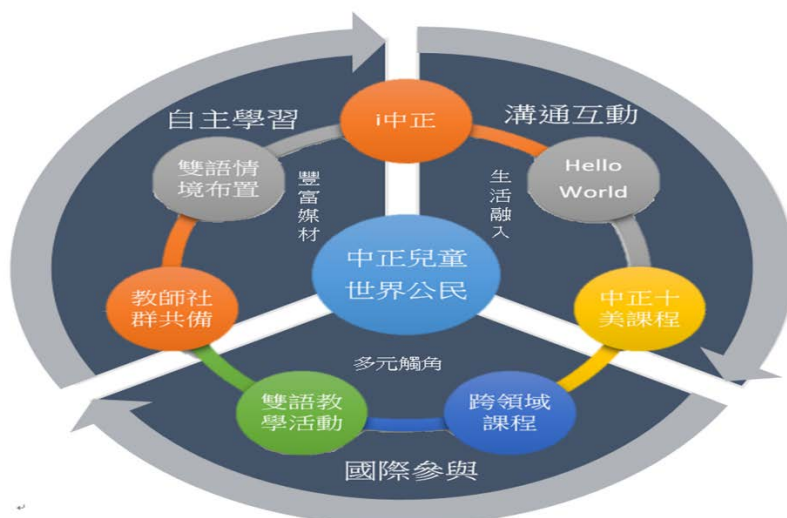 自主學習
溝通互動
i中正
雙語情
境布置
豐富媒材
生活融入
Hello
World
中正兒童
世界公民
教師社
群共備
中正十
美課程
多元觸角
雙語教
學活動
跨領域
課程
國際參與